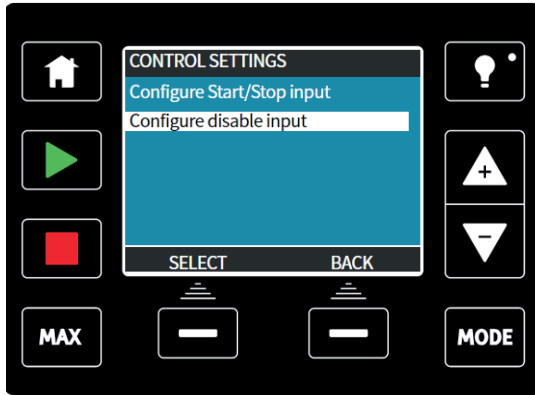 CONTROL SETTINGS
Configure Start/Stop input
Configure disable input
SELECT BACK
MAX
MODE